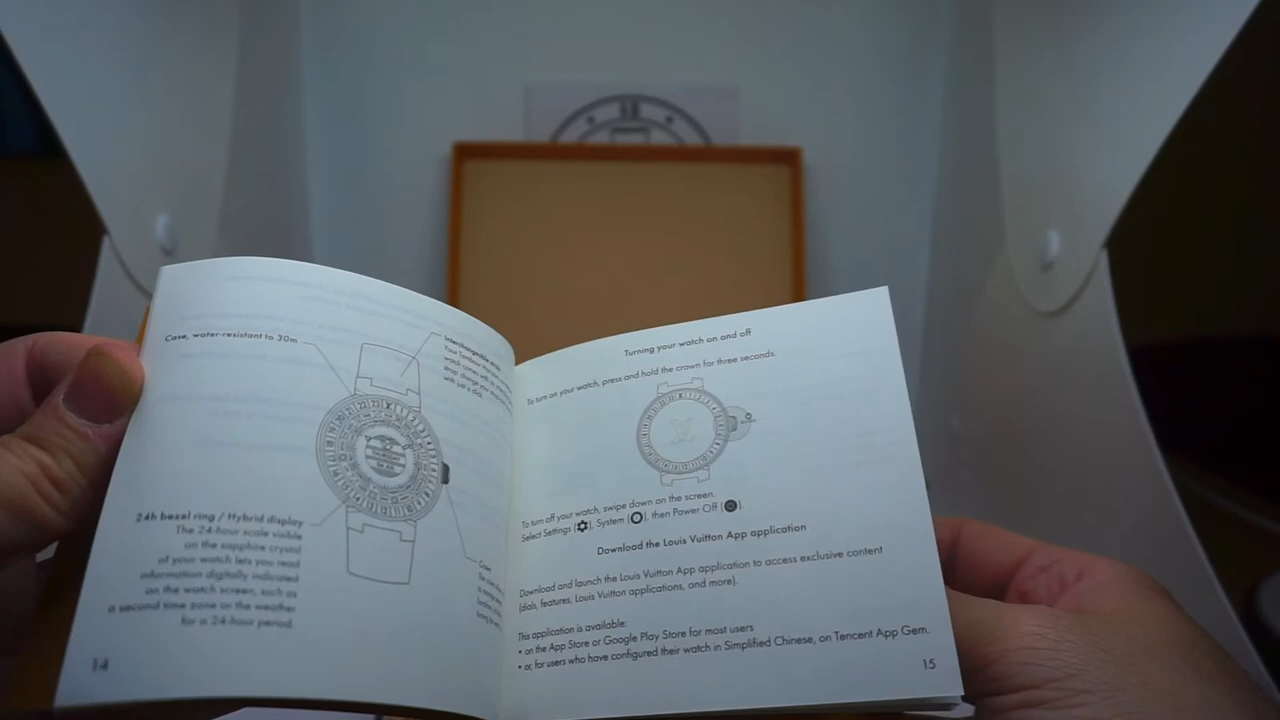 Case, water-resistant to 30m
Interchangeable
with just a click.
24h bezel ring / Hybrid display
The 24-hour scale visible
on the sapphire crystal
of your watch lets you read
information digitally indicated
on the watch screen, such as
a second time zone or the weather
for a 24-hour period.
14
Turning your watch on and off
To turn on your watch, press and hold the crown for three seconds.
To turn off your watch, swipe down on the screen.
Select Settings ( ), System ( ), then Power Off ( ).
Download the Louis Vuitton App application
Download and launch the Louis Vuitton App application to access exclusive content
(dials, features, Louis Vuitton applications, and more).
This application is available:
• on the App Store or Google Play Store for most users
• or, for users who have configured their watch in Simplified Chinese, on Tencent App Gem.
15